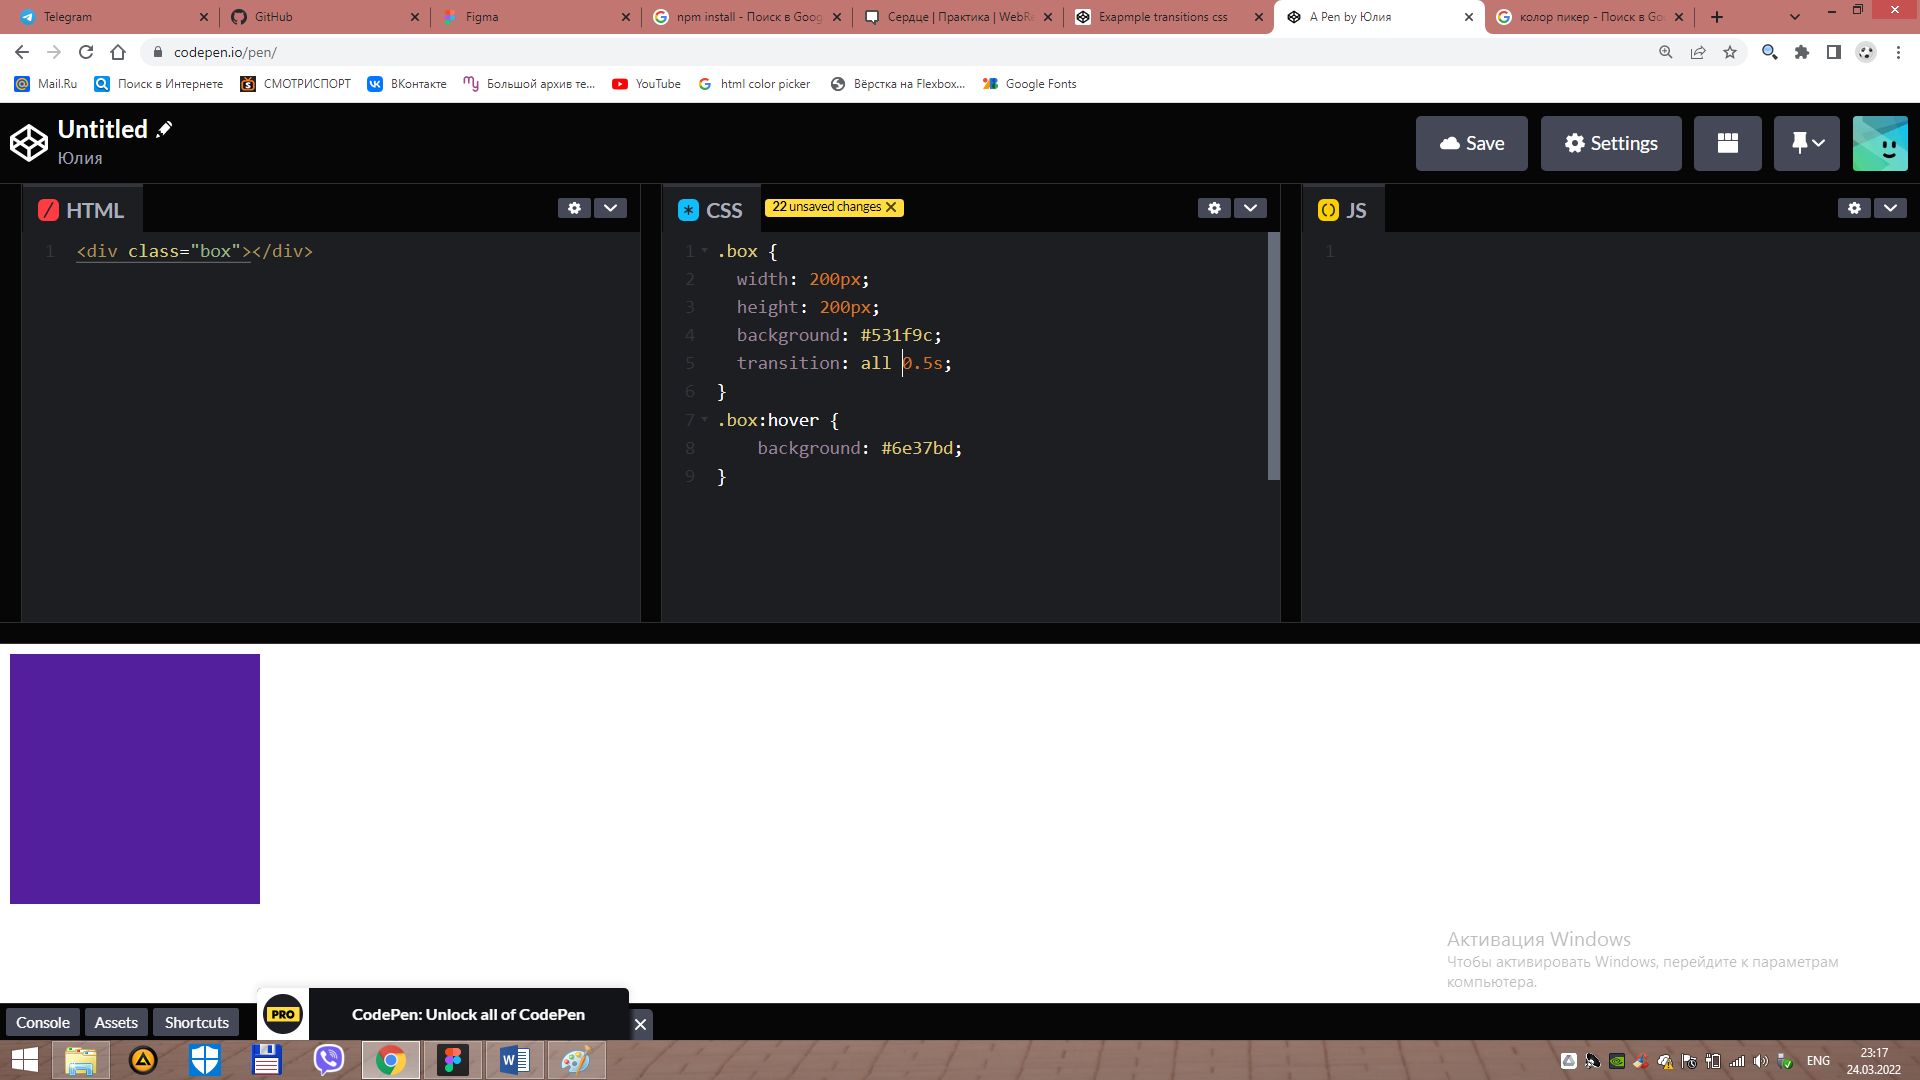 Telegram
GitHub
Figma
npm install - Поиск в Goog
Сердце | Практика | WebRe
Exapmple transitions css
A Pen by Юлия
колор пикер - Поиск в Go
codepen.io/pen/
Mail.Ru
Поиск в Интернете
СМОТРИСПОРТ
ВКонтакте
Большой архив те...
YouTube
html color picker
Вёрстка на Flexbox...
Google Fonts
Untitled
Юлия
Save
Settings
HTML
1 <div class="box"></div>
CSS
22 unsaved changes
1 .box {
2 width: 200px;
3 height: 200px;
4 background: #531f9c;
5 transition: all 0.5s;
6 }
7 .box:hover {
8 background: #6e37bd;
9 }
JS
1
Активация Windows
Чтобы активировать Windows, перейдите к параметрам
компьютера.
Console
Assets
Shortcuts
PRO
CodePen: Unlock all of CodePen
ENG
23:17
24.03.2022